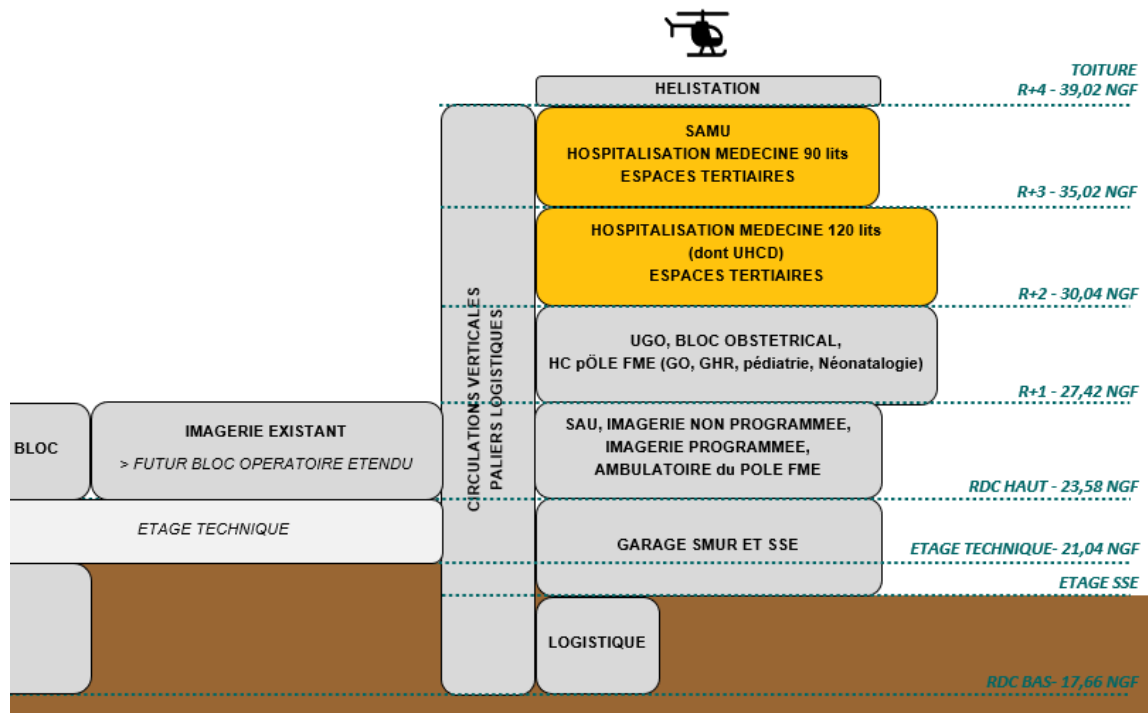 TOITURE
R+4 - 39,02 NGF
HELISTATION
SAMU
HOSPITALISATION MEDECINE 90 lits
ESPACES TERTIAIRES
R+3 - 35,02 NGF
HOSPITALISATION MEDECINE 120 lits
(dont UHCD)
ESPACES TERTIAIRES
R+2 - 30,04 NGF
CIRCULATIONS VERTICALES
PALIERS LOGISTIQUES
UGO, BLOC OBSTETRICAL,
HC pÖLE FME (GO, GHR, pédiatrie, Néonatalogie)
R+1 - 27,42 NGF
BLOC
IMAGERIE EXISTANT
> FUTUR BLOC OPERATOIRE ETENDU
SAU, IMAGERIE NON PROGRAMMEE,
IMAGERIE PROGRAMMEE,
AMBULATOIRE du POLE FME
RDC HAUT - 23,58 NGF
ETAGE TECHNIQUE
GARAGE SMUR ET SSE
ETAGE TECHNIQUE- 21,04 NGF
ETAGE SSE
LOGISTIQUE
RDC BAS- 17,66 NGF